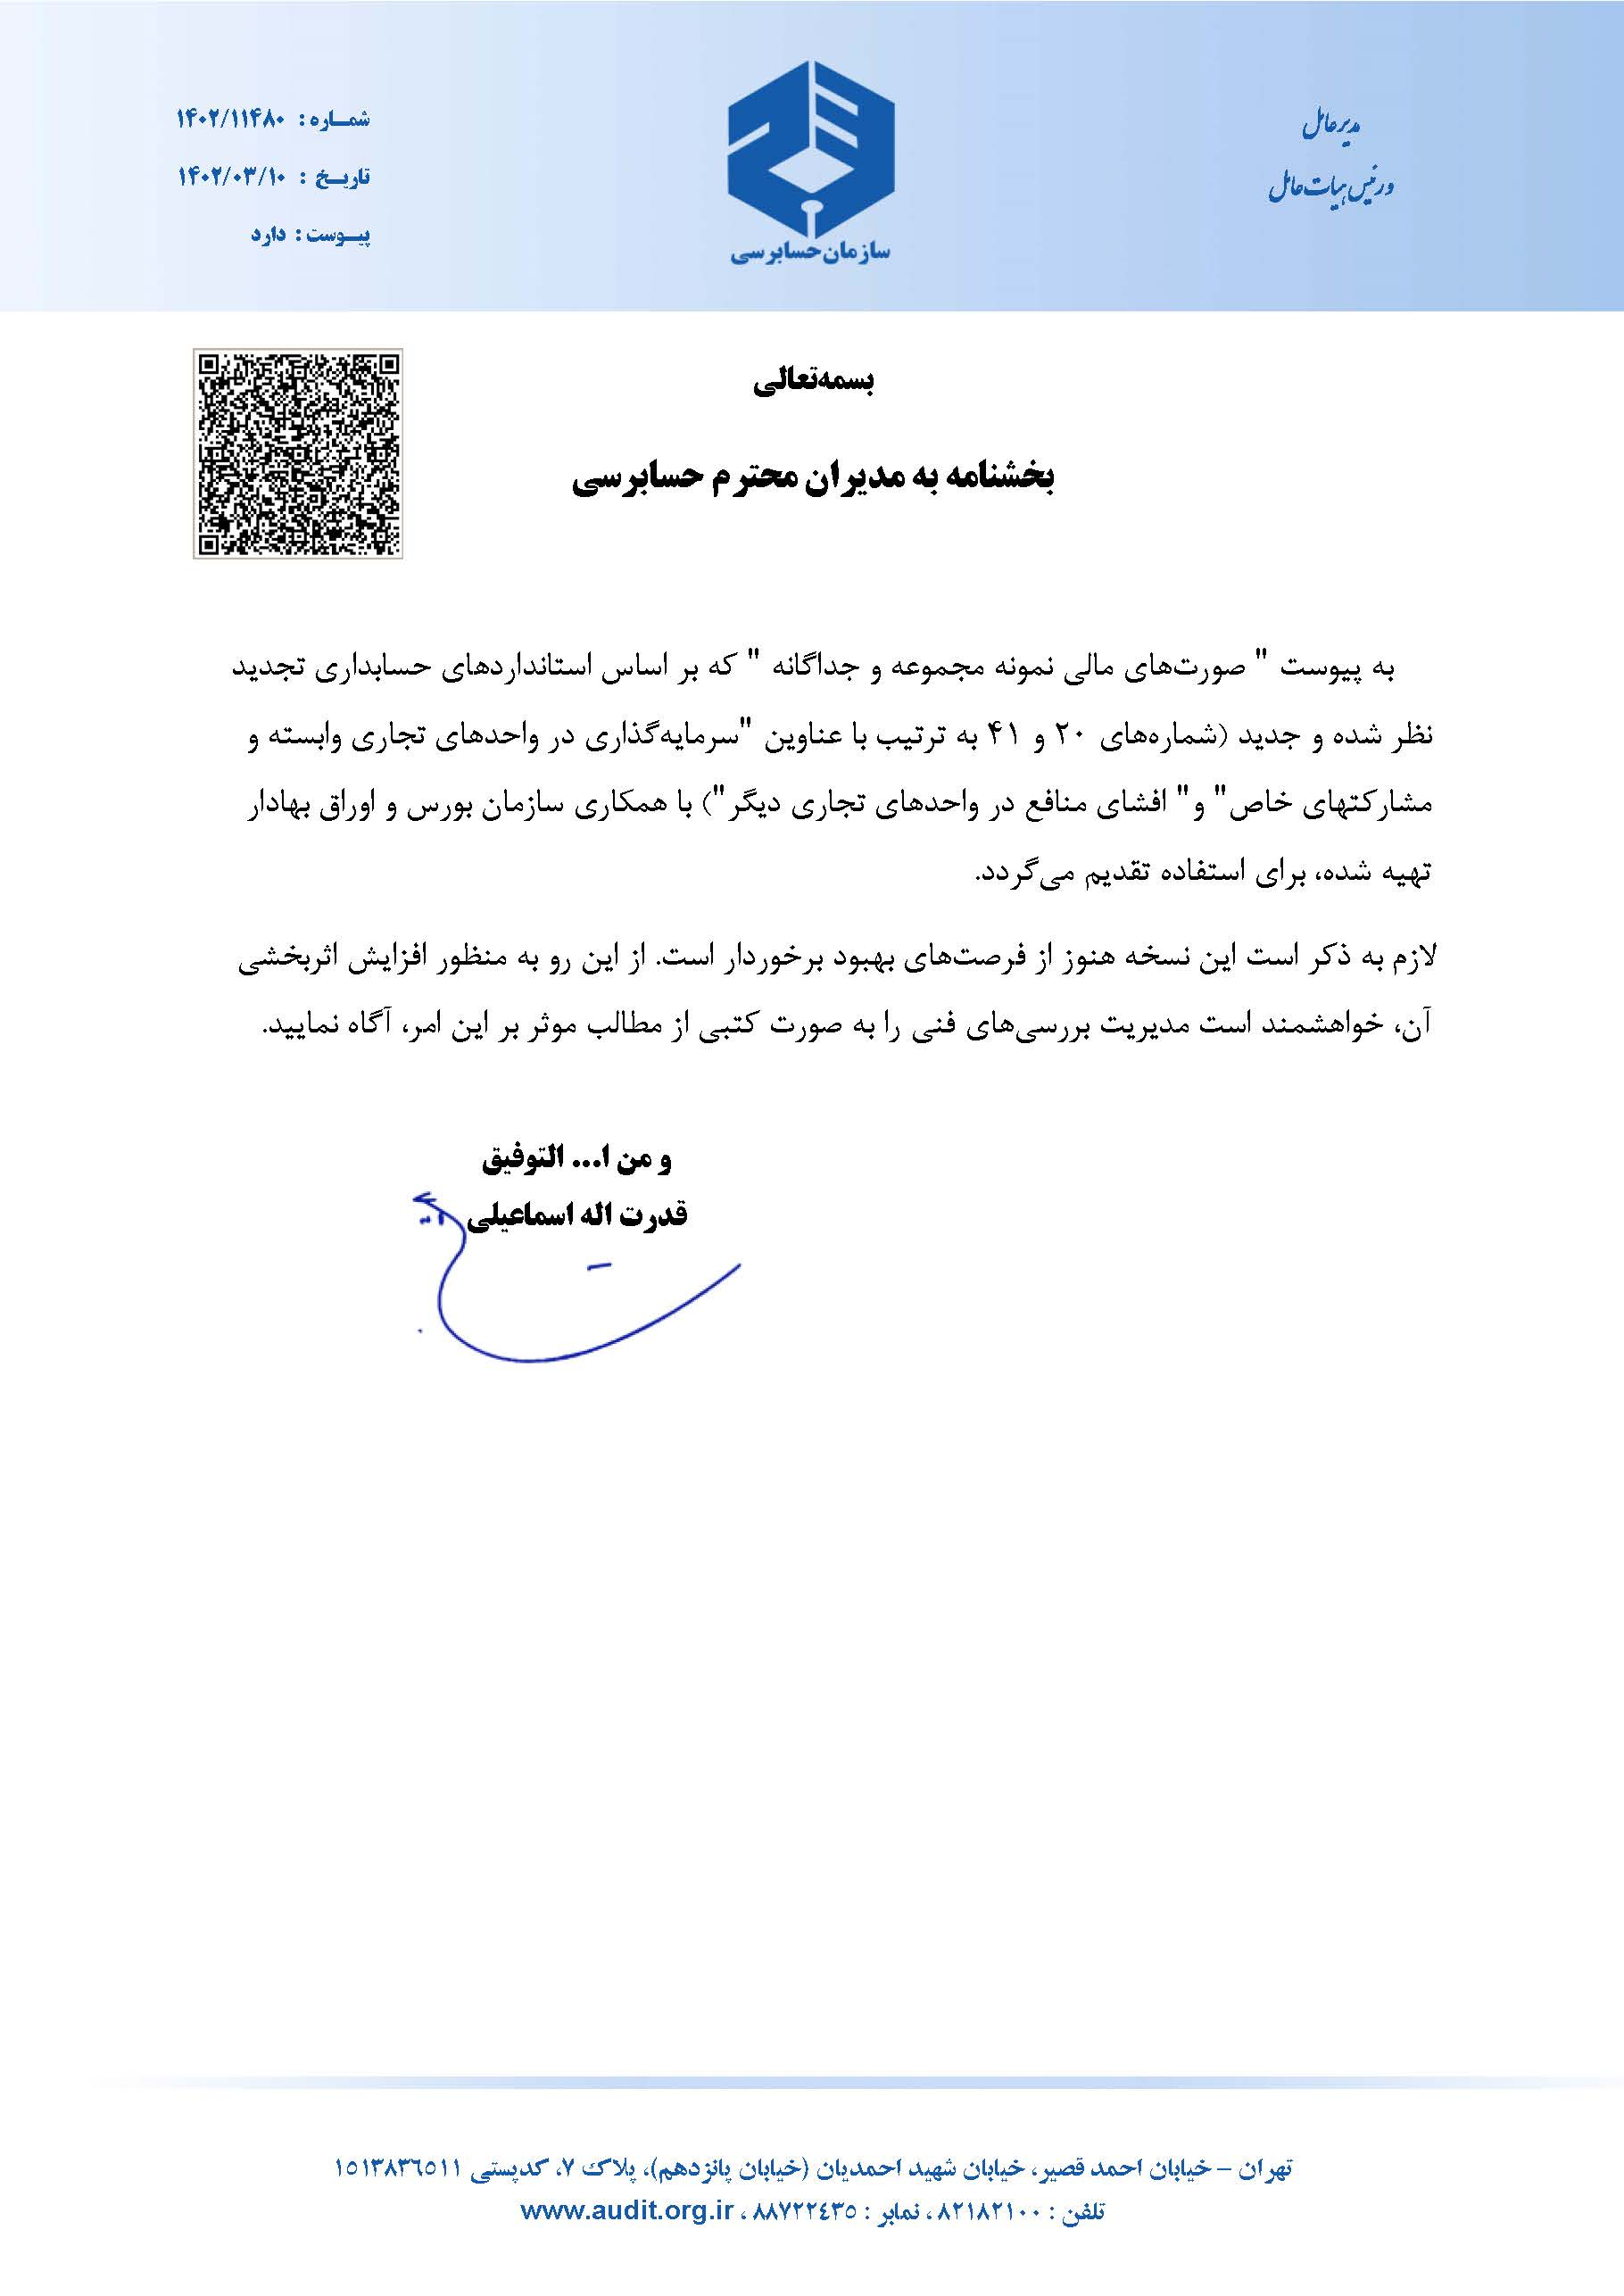 مدیرعامل
و رئیس هیات عامل
سازمان حسابرسی
شمــاره : ۱۴۰۲/۱۱۴۸۰
تاریــخ : ۱۴۰۲/۰۳/۱۰
پیــوست : دارد
بسمه‌تعالی
بخشنامه به مدیران محترم حسابرسی
به پیوست " صورت‌های مالی نمونه مجموعه و جداگانه " که بر اساس استانداردهای حسابداری تجدید
نظر شده و جدید (شماره‌های ۲۰ و ۴۱ به ترتیب با عناوین "سرمایه‌گذاری در واحدهای تجاری وابسته و
مشارکتهای خاص" و" افشای منافع در واحدهای تجاری دیگر") با همکاری سازمان بورس و اوراق بهادار
تهیه شده، برای استفاده تقدیم می‌گردد.
لازم به ذکر است این نسخه هنوز از فرصت‌های بهبود برخوردار است. از این رو به منظور افزایش اثربخشی
آن، خواهشمند است مدیریت بررسی‌های فنی را به صورت کتبی از مطالب موثر بر این امر، آگاه نمایید.
و من ا... التوفیق
قدرت اله اسماعیلی
تهران – خیابان احمد قصیر، خیابان شهید احمدیان (خیابان پانزدهم)، پلاک ۷، کدپستی ۱۵۱۳۸۳۶۵۱۱
تلفن : ۸۲۱۸۲۱۰۰ ، نمابر : ۸۸۷۲۲۴۳۵ ، www.audit.org.ir